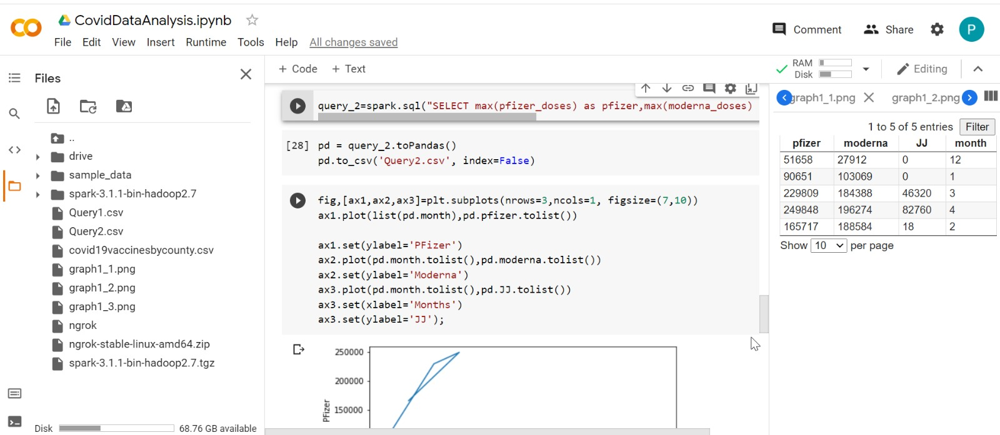 CovidDataAnalysis.ipynb
File Edit View Insert Runtime Tools Help All changes saved
Comment Share P
Files
+ Code + Text
RAM
Disk
Editing
..
drive
sample_data
spark-3.1.1-bin-hadoop2.7
Query1.csv
Query2.csv
covid19vaccinesbycounty.csv
graph1_1.png
graph1_2.png
graph1_3.png
ngrok
ngrok-stable-linux-amd64.zip
spark-3.1.1-bin-hadoop2.7.tgz
Disk 68.76 GB available
query_2=spark.sql("SELECT max(pfizer_doses) as pfizer,max(moderna_doses)
[28] pd = query_2.toPandas()
pd.to_csv('Query2.csv', index=False)
fig,[ax1,ax2,ax3]=plt.subplots(nrows=3,ncols=1, figsize=(7,10))
ax1.plot(list(pd.month),pd.pfizer.tolist())
ax1.set(ylabel='PFizer')
ax2.plot(pd.month.tolist(),pd.moderna.tolist())
ax2.set(ylabel='Moderna')
ax3.plot(pd.month.tolist(),pd.JJ.tolist())
ax3.set(xlabel='Months')
ax3.set(ylabel='JJ');
250000
200000
150000
PFizer
graph1_1.png graph1_2.png
1 to 5 of 5 entries Filter
pfizer moderna JJ month
51658 27912 0 12
90651 103069 0 1
229809 184388 46320 3
249848 196274 82760 4
165717 188584 18 2
Show 10 per page